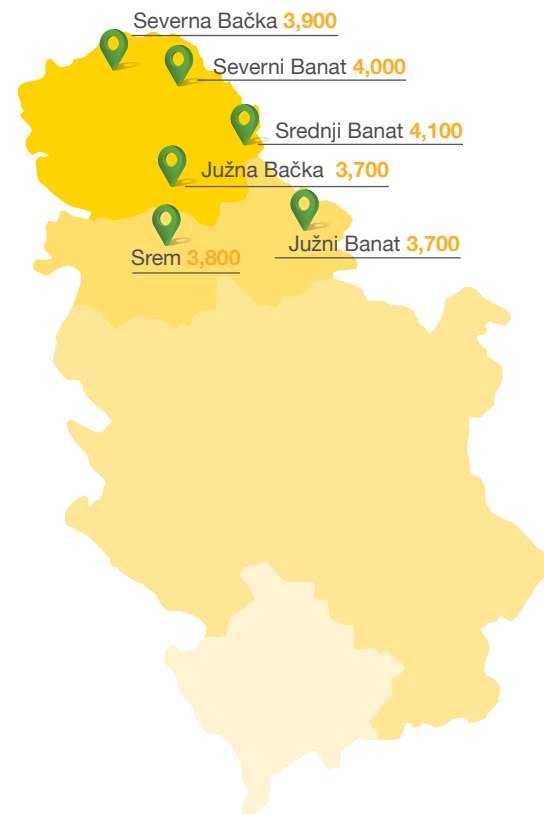 Severna Bačka 3,900
Severni Banat 4,000
Srednji Banat 4,100
Južna Bačka 3,700
Južni Banat 3,700
Srem 3,800